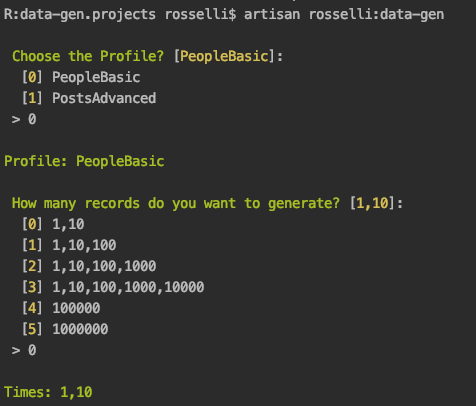 R:data-gen.projects rosselli$ artisan rosselli:data-gen
Choose the Profile? [PeopleBasic]:
[0] PeopleBasic
[1] PostsAdvanced
> 0
Profile: PeopleBasic
How many records do you want to generate? [1,10]:
[0] 1,10
[1] 1,10,100
[2] 1,10,100,1000
[3] 1,10,100,1000,10000
[4] 100000
[5] 1000000
> 0
Times: 1,10